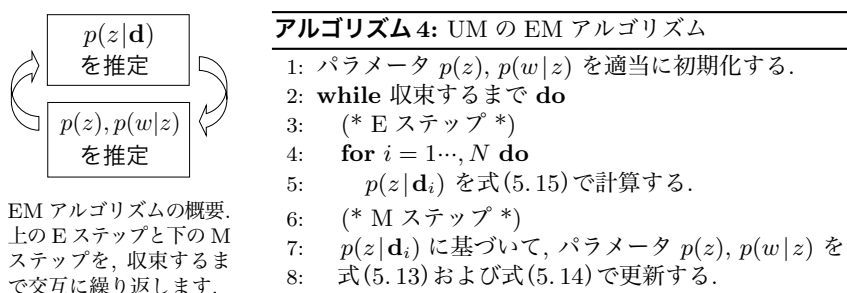 p(z|d)
を推定
p(z), p(w|z)
を推定
EM アルゴリズムの概要.
上の E ステップと下の M
ステップを, 収束するま
で交互に繰り返します.
アルゴリズム 4: UM の EM アルゴリズム
1: パラメータ p(z), p(w|z) を適当に初期化する.
2: while 収束するまで do
3: (* E ステップ *)
4: for i = 1⋯, N do
5: p(z|dᵢ) を式(5.15)で計算する.
6: (* M ステップ *)
7: p(z|dᵢ) に基づいて, パラメータ p(z), p(w|z) を
8: 式(5.13)および式(5.14)で更新する.